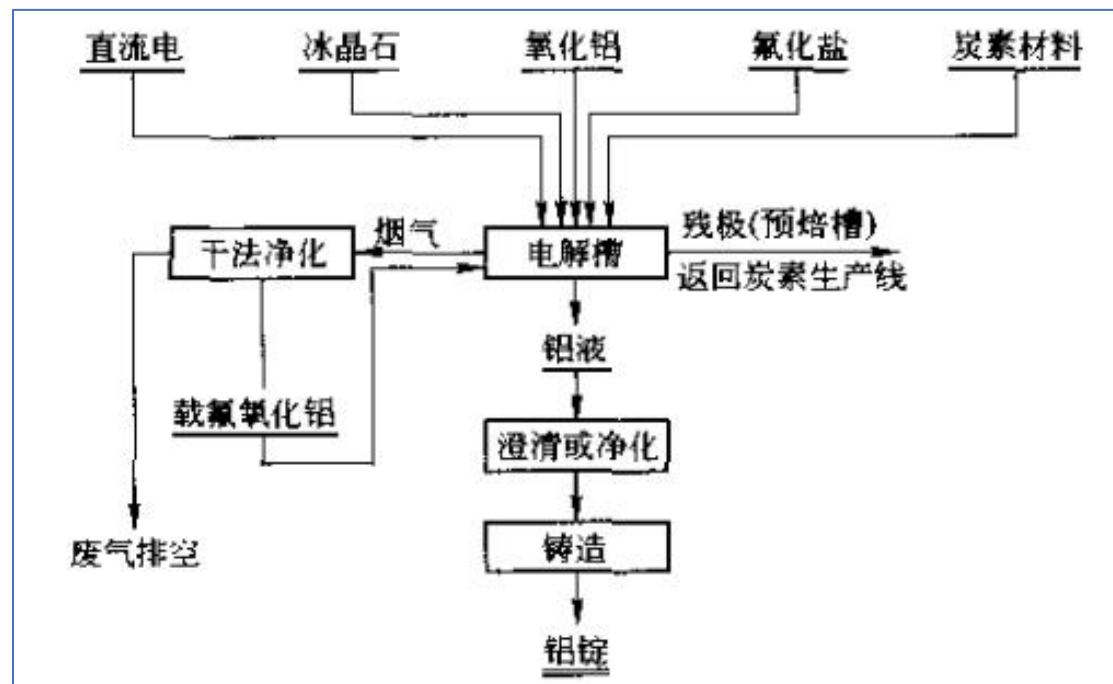 直流电
冰晶石
氧化铝
氟化盐
炭素材料
干法净化
烟气
电解槽
残极(预焙槽)
返回炭素生产线
铝液
载氟氧化铝
澄清或净化
废气排空
铸造
铝锭